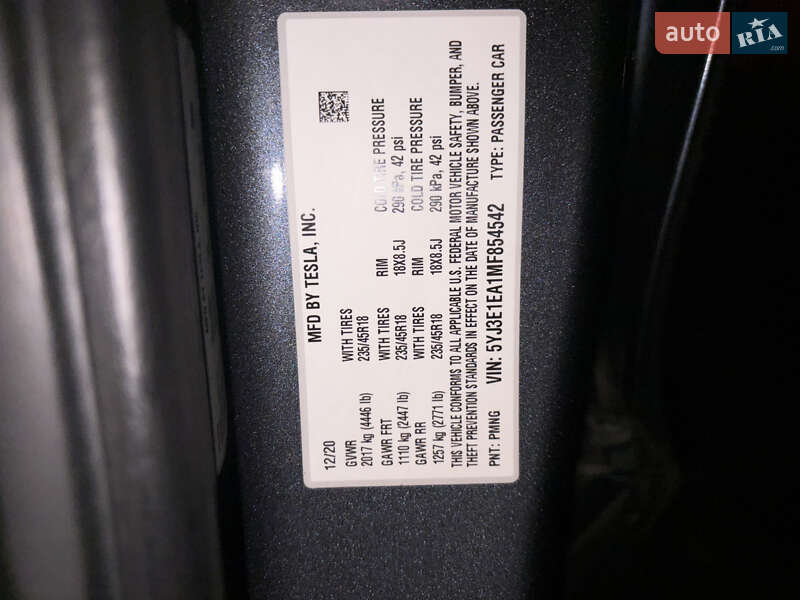 MFD BY TESLA, INC.
12/20
GVWR WITH TIRES
2017 kg (4446 lb) 235/45R18
GAWR FRT WITH TIRES RIM COLD TIRE PRESSURE
1110 kg (2447 lb) 235/45R18 18X8.5J 290 kPa, 42 psi
GAWR RR WITH TIRES RIM COLD TIRE PRESSURE
1257 kg (2771 lb) 235/45R18 18X8.5J 290 kPa, 42 psi
THIS VEHICLE CONFORMS TO ALL APPLICABLE U.S. FEDERAL MOTOR VEHICLE SAFETY, BUMPER, AND
THEFT PREVENTION STANDARDS IN EFFECT ON THE DATE OF MANUFACTURE SHOWN ABOVE.
PNT: PMNG VIN: 5YJ3E1EA1MF854542 TYPE: PASSENGER CAR
auto RIA
.com